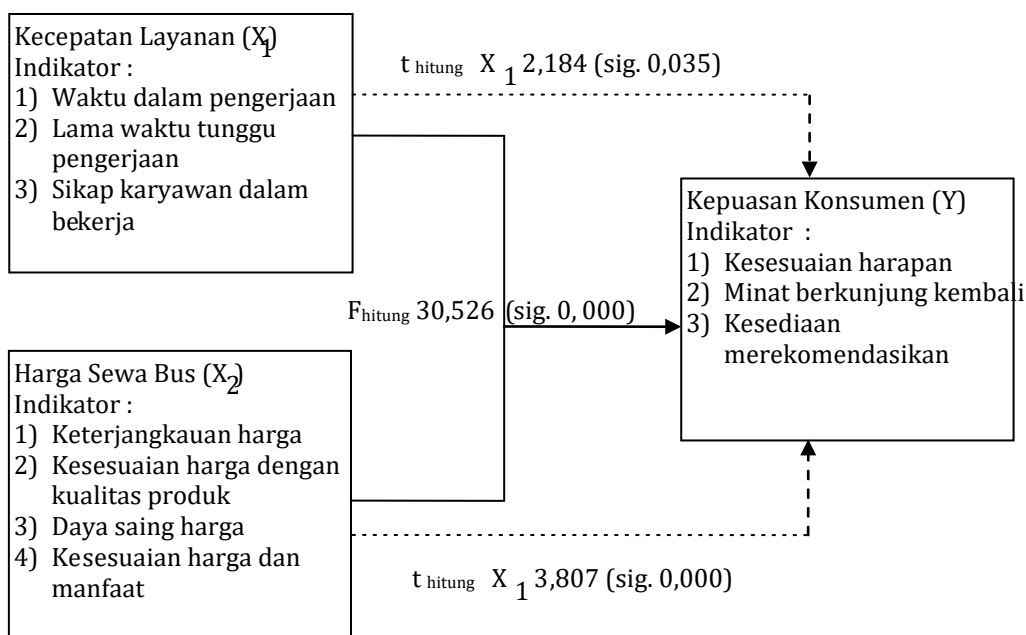 Kecepatan Layanan (X1)
Indikator :
1) Waktu dalam pengerjaan
2) Lama waktu tunggu
pengerjaan
3) Sikap karyawan dalam
bekerja
t hitung X 1 2,184 (sig. 0,035)
Kepuasan Konsumen (Y)
Indikator :
1) Kesesuaian harapan
2) Minat berkunjung kembali
3) Kesediaan
merekomendasikan
Fhitung 30,526 (sig. 0, 000)
Harga Sewa Bus (X2)
Indikator :
1) Keterjangkauan harga
2) Kesesuaian harga dengan
kualitas produk
3) Daya saing harga
4) Kesesuaian harga dan
manfaat
t hitung X 1 3,807 (sig. 0,000)